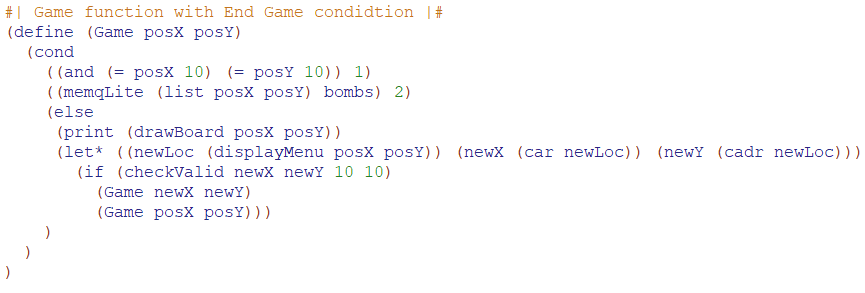 #| Game function with End Game condidtion |#
(define (Game posX posY)
  (cond
    ((and (= posX 10) (= posY 10)) 1)
    ((memqLite (list posX posY) bombs) 2)
    (else
     (print (drawBoard posX posY))
     (let* ((newLoc (displayMenu posX posY)) (newX (car newLoc)) (newY (cadr newLoc)))
       (if (checkValid newX newY 10 10)
         (Game newX newY)
         (Game posX posY)))
    )
  )
)